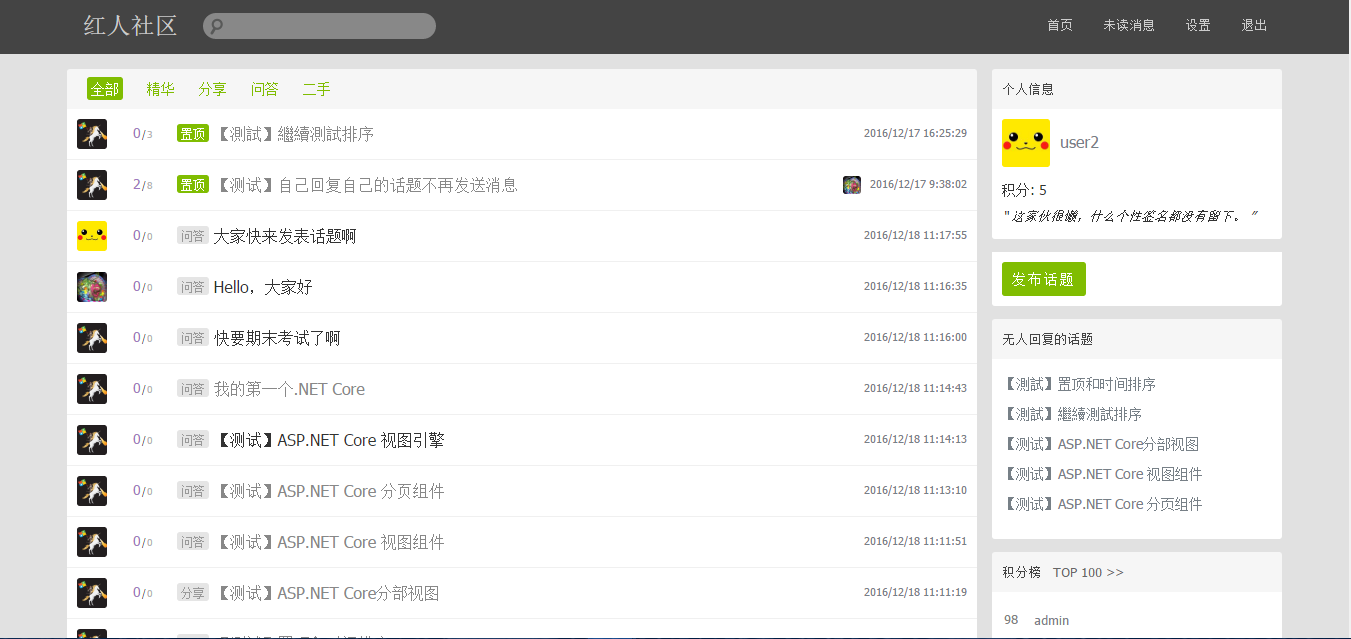 红人社区
首页 未读消息 设置 退出
全部 精华 分享 问答 二手
0/3 置顶 【测試】繼續測試排序 2016/12/17 16:25:29
2/8 置顶 【测试】自己回复自己的话题不再发送消息 2016/12/17 9:38:02
0/0 问答 大家快来发表话题啊 2016/12/18 11:17:55
0/0 问答 Hello，大家好 2016/12/18 11:16:35
0/0 问答 快要期末考试了啊 2016/12/18 11:16:00
0/0 问答 我的第一个.NET Core 2016/12/18 11:14:43
0/0 问答 【测试】ASP.NET Core 视图引擎 2016/12/18 11:14:13
0/0 问答 【测试】ASP.NET Core 分页组件 2016/12/18 11:13:10
0/0 问答 【测试】ASP.NET Core 视图组件 2016/12/18 11:11:51
0/0 分享 【测试】ASP.NET Core分部视图 2016/12/18 11:11:19
个人信息
user2
积分: 5
"这家伙很懒，什么个性签名都没有留下。"
发布话题
无人回复的话题
【測試】置顶和时间排序
【測試】繼續測試排序
【测试】ASP.NET Core分部视图
【测试】ASP.NET Core 视图组件
【测试】ASP.NET Core 分页组件
积分榜 TOP 100 >>
98 admin